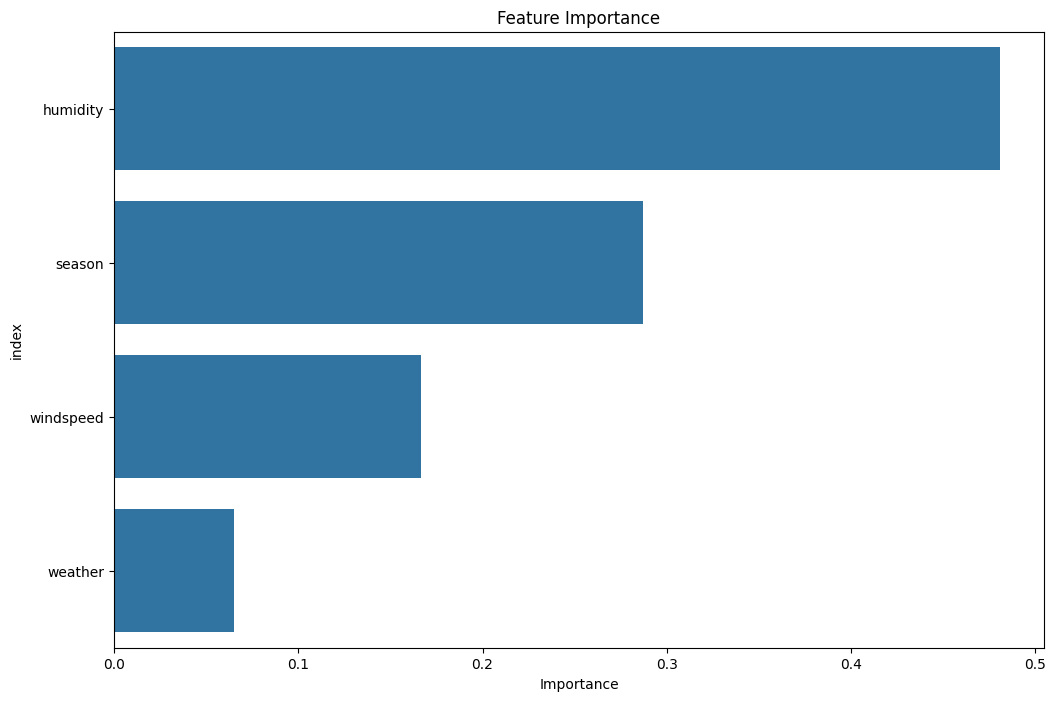 Feature Importance
humidity
season
windspeed
weather
index
0.0 0.1 0.2 0.3 0.4 0.5
Importance